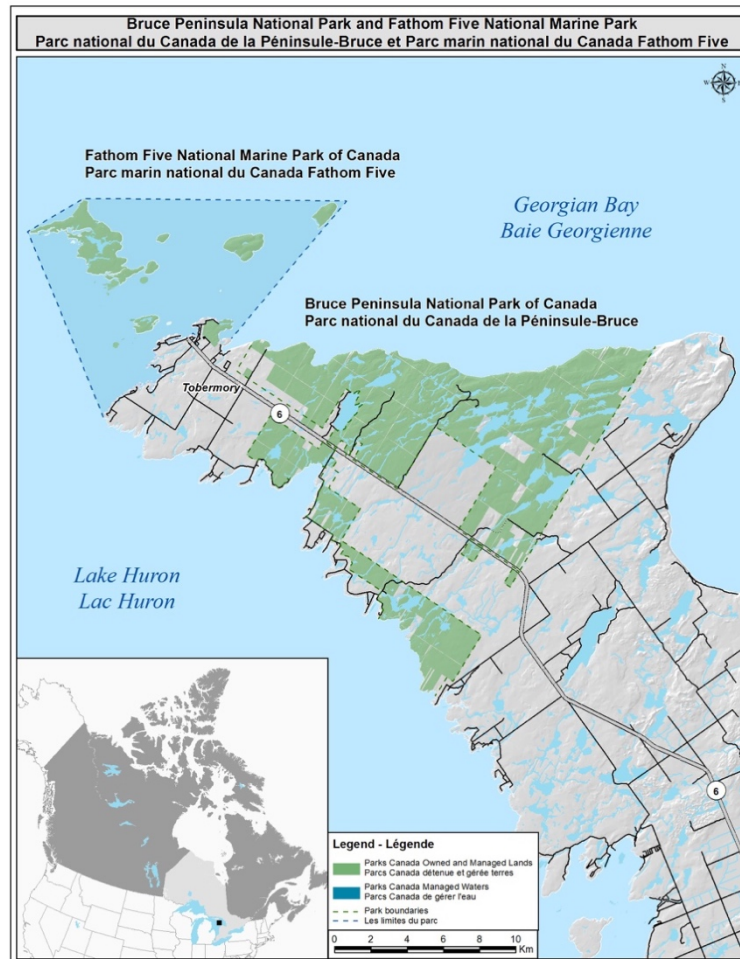 Bruce Peninsula National Park and Fathom Five National Marine Park
Parc national du Canada de la Péninsule-Bruce et Parc marin national du Canada Fathom Five
N
W E
S
Fathom Five National Marine Park of Canada
Parc marin national du Canada Fathom Five
Georgian Bay
Baie Georgienne
Bruce Peninsula National Park of Canada
Parc national du Canada de la Péninsule-Bruce
Tobermory
6
Lake Huron
Lac Huron
6
Legend - Légende
Parks Canada Owned and Managed Lands
Parcs Canada détenue et gérée terres
Parks Canada Managed Waters
Parcs Canada de gérer l'eau
Park boundaries
Les limites du parc
0 2 4 6 8 10
Km